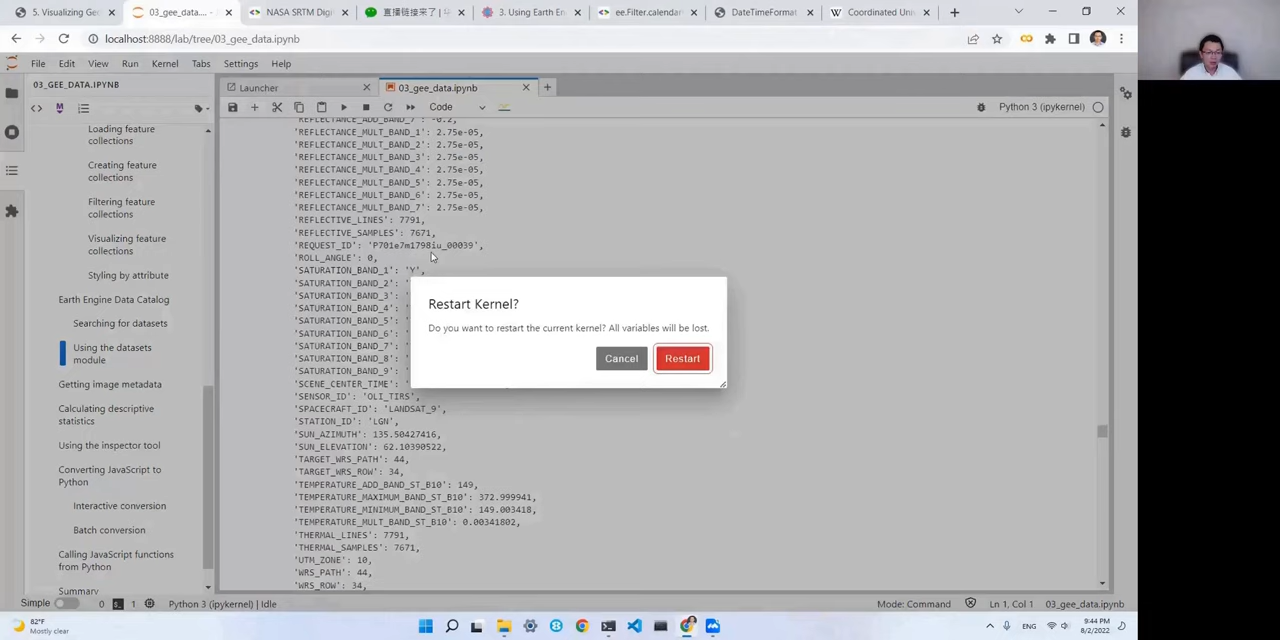 5. Visualizing Ge
03_gee_data....
NASA SRTM Digi
直播链接来了
3. Using Earth En
ee.Filter.calendar
DateTimeFormat
Coordinated Uni
localhost:8888/lab/tree/03_gee_data.ipynb
File Edit View Run Kernel Tabs Settings Help
03_GEE_DATA.IPYNB
Launcher
03_gee_data.ipynb
Code
Python 3 (ipykernel)
Loading feature
collections
Creating feature
collections
Filtering feature
collections
Visualizing feature
collections
Styling by attribute
Earth Engine Data Catalog
Searching for datasets
Using the datasets
module
Getting image metadata
Calculating descriptive
statistics
Using the inspector tool
Converting JavaScript to
Python
Interactive conversion
Batch conversion
Calling JavaScript functions
from Python
Summary
'REFLECTANCE_ADD_BAND_7': -0.2,
'REFLECTANCE_MULT_BAND_1': 2.75e-05,
'REFLECTANCE_MULT_BAND_2': 2.75e-05,
'REFLECTANCE_MULT_BAND_3': 2.75e-05,
'REFLECTANCE_MULT_BAND_4': 2.75e-05,
'REFLECTANCE_MULT_BAND_5': 2.75e-05,
'REFLECTANCE_MULT_BAND_6': 2.75e-05,
'REFLECTANCE_MULT_BAND_7': 2.75e-05,
'REFLECTIVE_LINES': 7791,
'REFLECTIVE_SAMPLES': 7671,
'REQUEST_ID': 'P701e7m1798iu_00039',
'ROLL_ANGLE': 0,
'SATURATION_BAND_1': 'Y',
'SATURATION_BAND_2': '
'SATURATION_BAND_3': '
'SATURATION_BAND_4': '
'SATURATION_BAND_5': '
'SATURATION_BAND_6': '
'SATURATION_BAND_7': '
'SATURATION_BAND_8': '
'SATURATION_BAND_9': '
'SCENE_CENTER_TIME': '
'SENSOR_ID': 'OLI_TIRS',
'SPACECRAFT_ID': 'LANDSAT_9',
'STATION_ID': 'LGN',
'SUN_AZIMUTH': 135.50427416,
'SUN_ELEVATION': 62.10390522,
'TARGET_WRS_PATH': 44,
'TARGET_WRS_ROW': 34,
'TEMPERATURE_ADD_BAND_ST_B10': 149,
'TEMPERATURE_MAXIMUM_BAND_ST_B10': 372.999941,
'TEMPERATURE_MINIMUM_BAND_ST_B10': 149.003418,
'TEMPERATURE_MULT_BAND_ST_B10': 0.00341802,
'THERMAL_LINES': 7791,
'THERMAL_SAMPLES': 7671,
'UTM_ZONE': 10,
'WRS_PATH': 44,
'WRS_ROW': 34,
Restart Kernel?
Do you want to restart the current kernel? All variables will be lost.
Cancel Restart
Simple 0 1 Python 3 (ipykernel) | Idle
Mode: Command Ln 1, Col 1 03_gee_data.ipynb
82°F
Mostly clear
ENG
9:44 PM
8/2/2022